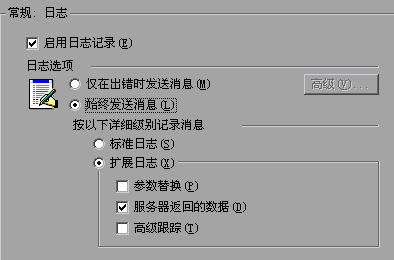 常规: 日志
启用日志记录(E)
日志选项
仅在出错时发送消息(M)
高级(V)...
始终发送消息(L)
按以下详细级别记录消息
标准日志(S)
扩展日志(X)
参数替换(P)
服务器返回的数据(D)
高级跟踪(T)